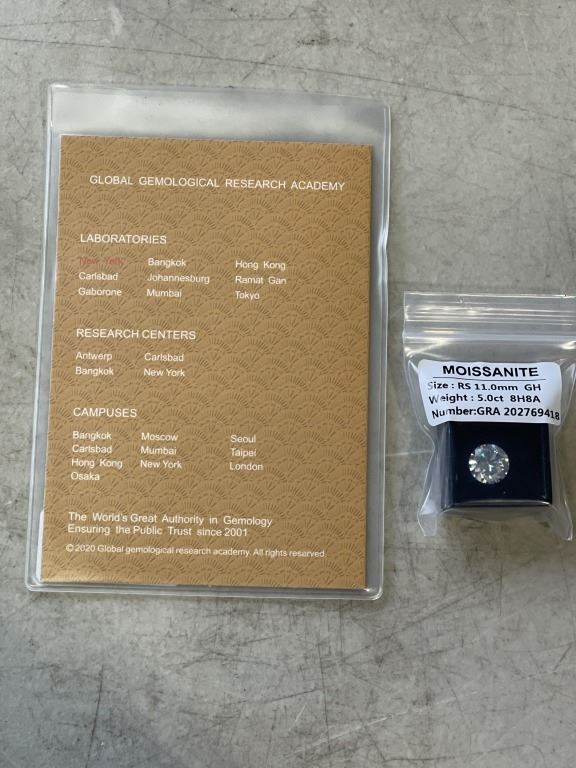 GLOBAL GEMOLOGICAL RESEARCH ACADEMY
LABORATORIES
New York Bangkok Hong Kong
Carlsbad Johannesburg Ramat Gan
Gaborone Mumbai Tokyo
RESEARCH CENTERS
Antwerp Carlsbad
Bangkok New York
CAMPUSES
Bangkok Moscow Seoul
Carlsbad Mumbai Taipei
Hong Kong New York London
Osaka
The World's Great Authority in Gemology
Ensuring the Public Trust since 2001
©2020 Global gemological research academy. All rights reserved.
MOISSANITE
Size : RS 11.0mm GH
Weight : 5.0ct 8H8A
Number:GRA 202769418